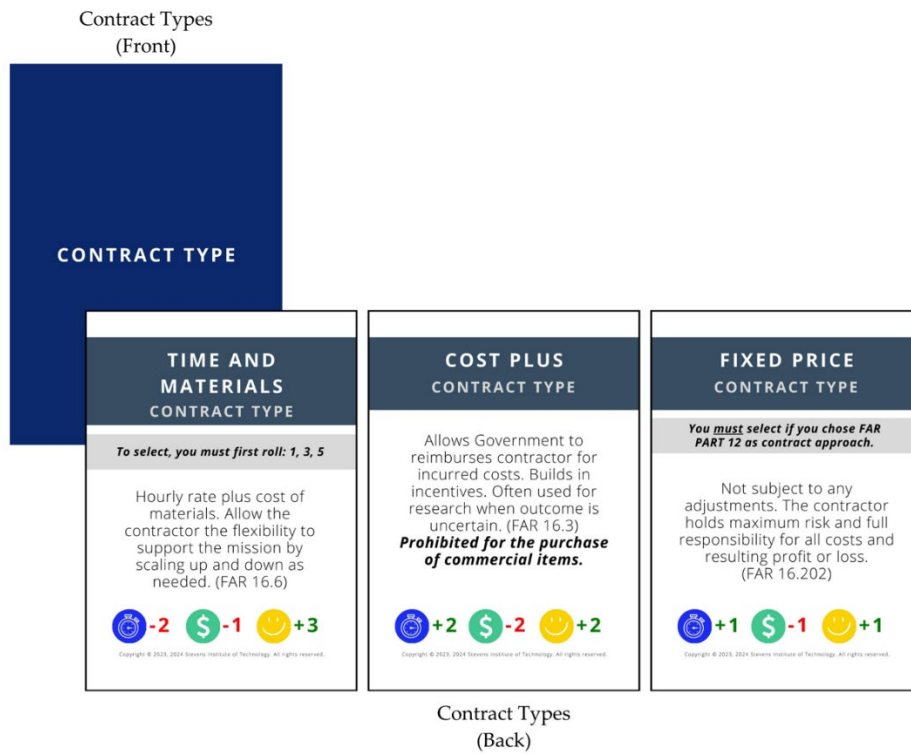 Contract Types
(Front)
CONTRACT TYPE
TIME AND
MATERIALS
CONTRACT TYPE
To select, you must first roll: 1, 3, 5
Hourly rate plus cost of
materials. Allow the
contractor the flexibility to
support the mission by
scaling up and down as
needed. (FAR 16.6)
$
-2 -1 +3
Copyright © 2023, 2024 Stevens Institute of Technology. All rights reserved.
COST PLUS
CONTRACT TYPE
Allows Government to
reimburses contractor for
incurred costs. Builds in
incentives. Often used for
research when outcome is
uncertain. (FAR 16.3)
Prohibited for the purchase
of commercial items.
+2 $ -2 +2
Copyright © 2023, 2024 Stevens Institute of Technology. All rights reserved.
FIXED PRICE
CONTRACT TYPE
You must select if you chose FAR
PART 12 as contract approach.
Not subject to any
adjustments. The contractor
holds maximum risk and full
responsibility for all costs and
resulting profit or loss.
(FAR 16.202)
+1 $ -1 +1
Copyright © 2023, 2024 Stevens Institute of Technology. All rights reserved.
Contract Types
(Back)